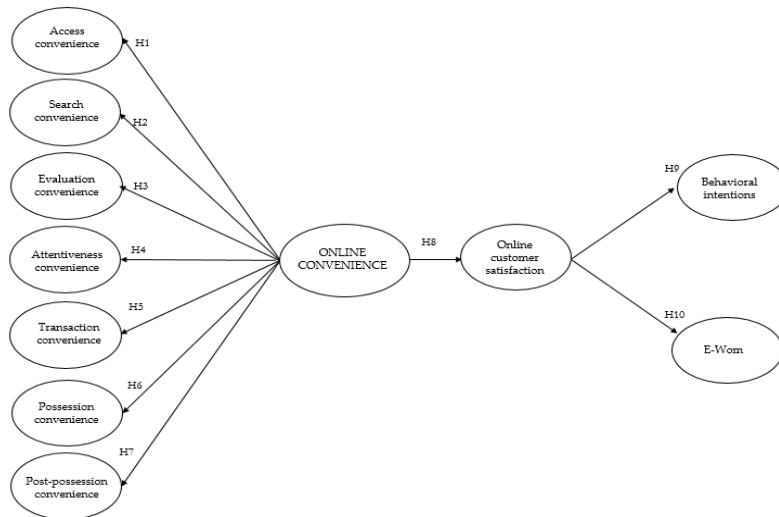 Access
convenience
H1
Search
convenience
H2
Evaluation
convenience
H3
Attentiveness
convenience
H4
Transaction
convenience
H5
Possession
convenience
H6
Post-possession
convenience
H7
ONLINE
CONVENIENCE
H8
Online
customer
satisfaction
H9
Behavioral
intentions
H10
E-Wom